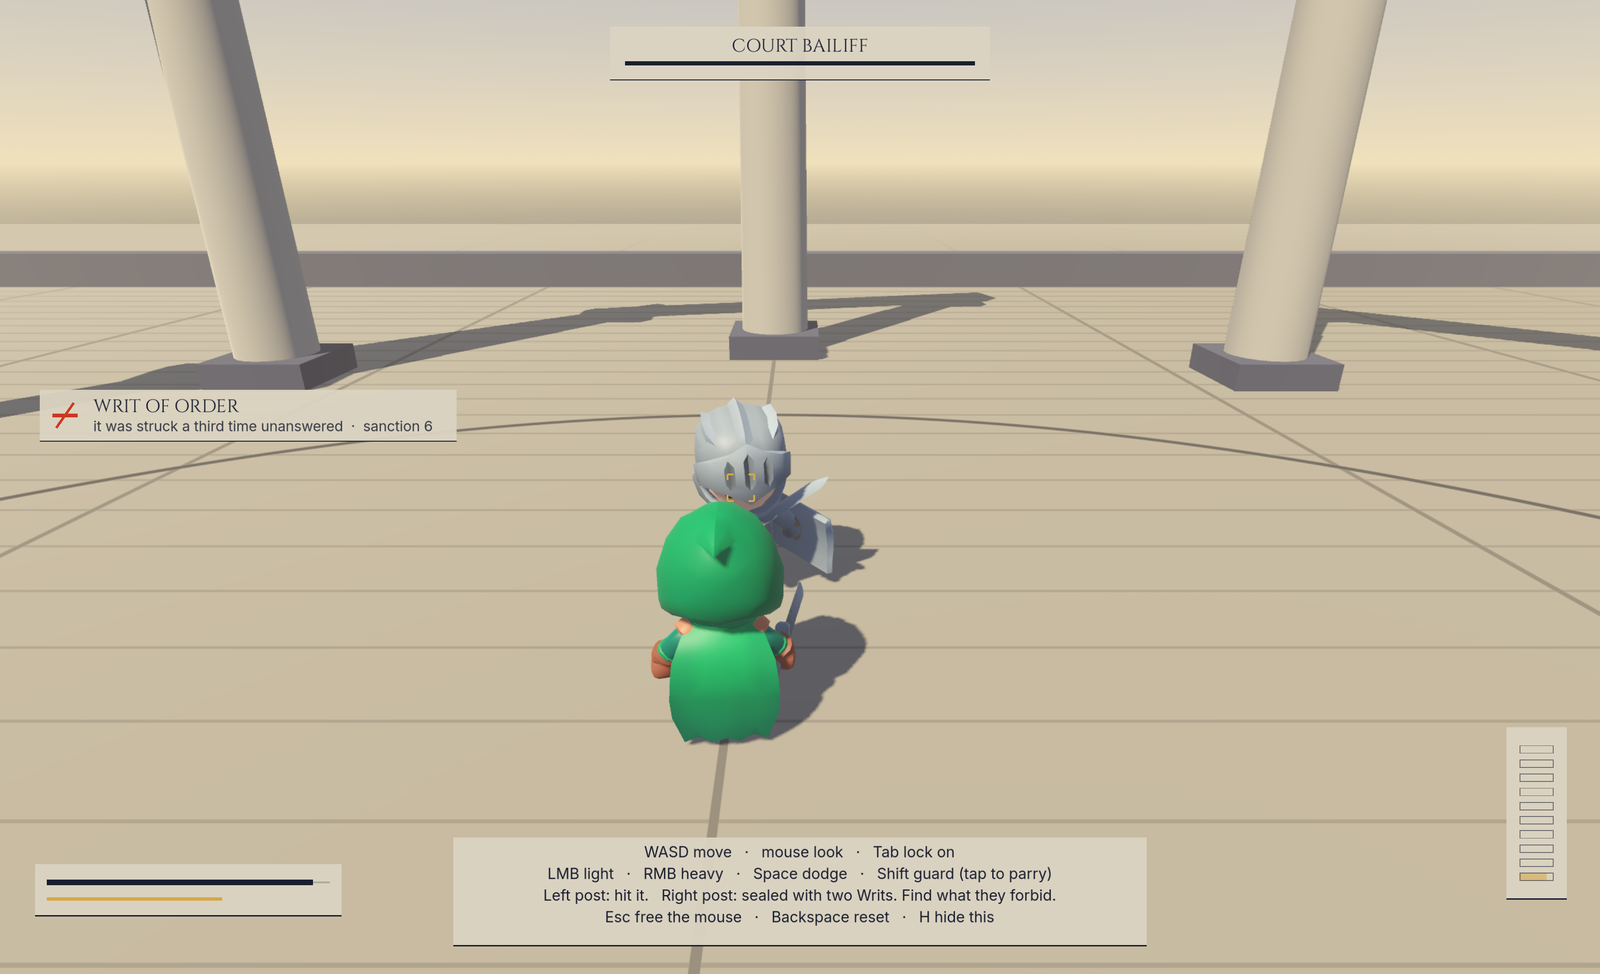 COURT BAILIFF
WRIT OF ORDER
it was struck a third time unanswered · sanction 6
WASD move · mouse look · Tab lock on
LMB light · RMB heavy · Space dodge · Shift guard (tap to parry)
Left post: hit it. Right post: sealed with two Writs. Find what they forbid.
Esc free the mouse · Backspace reset · H hide this